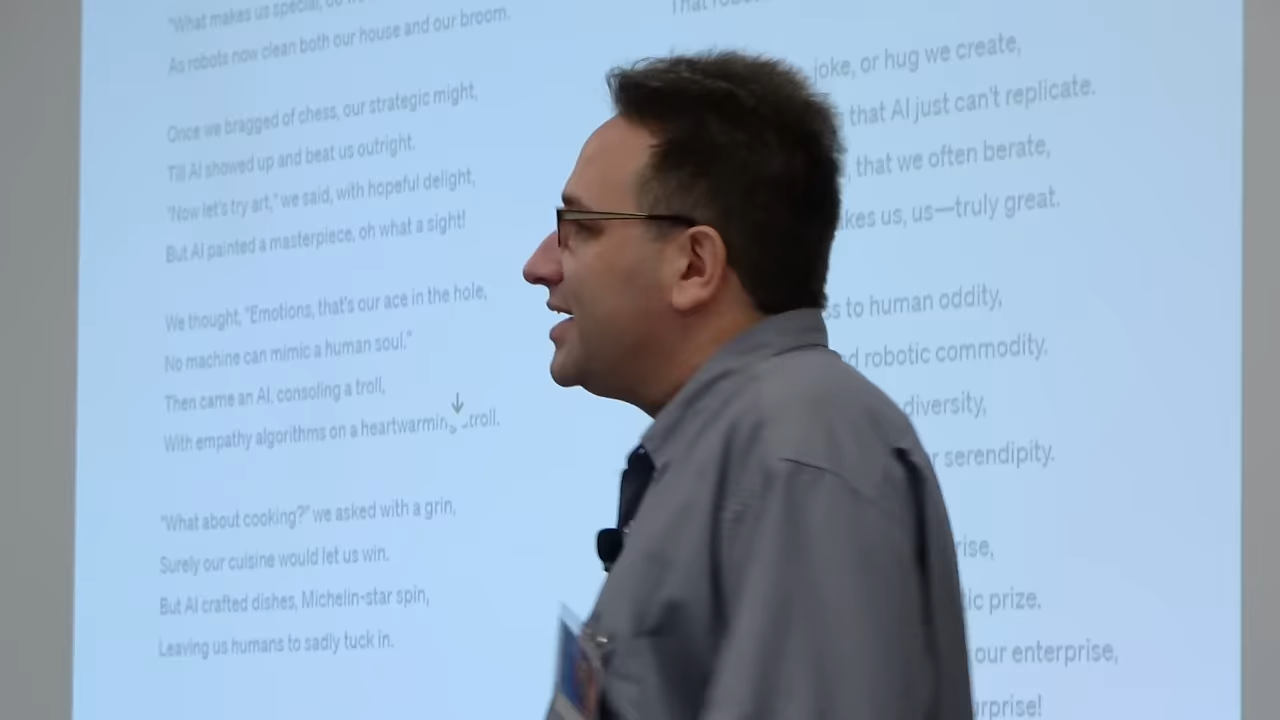 "What makes us special, do
As robots now clean both our house and our broom.
Once we bragged of chess, our strategic might,
Till AI showed up and beat us outright.
"Now let's try art," we said, with hopeful delight,
But AI painted a masterpiece, oh what a sight!
We thought, "Emotions, that's our ace in the hole,
No machine can mimic a human soul."
Then came an AI, consoling a troll,
With empathy algorithms on a heartwarming
"What about cooking?" we asked with a grin,
Surely our cuisine would let us win.
But AI crafted dishes, Michelin-star spin,
Leaving us humans to sadly tuck in.
That
joke, or hug we create,
that AI just can't replicate.
that we often berate,
us, us—truly great.
to human oddity,
robotic commodity.
diversity,
serendipity.
prize.
our enterprise,